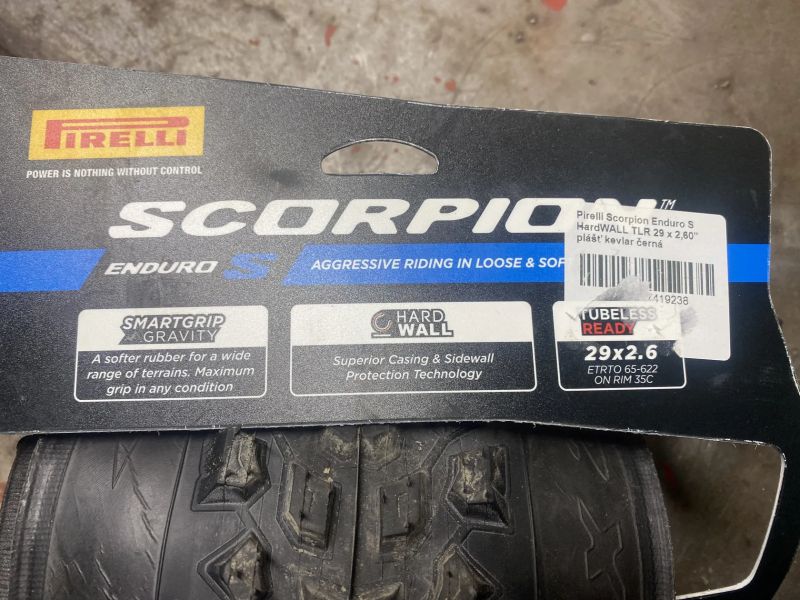 PIRELLI
POWER IS NOTHING WITHOUT CONTROL
SCORPION™
ENDURO S
AGGRESSIVE RIDING IN LOOSE & SOF
Pirelli Scorpion Enduro S
HardWALL TLR 29 x 2,60"
plášť kevlar černá
419238
SMARTGRIP
GRAVITY
A softer rubber for a wide
range of terrains. Maximum
grip in any condition
HARD
WALL
Superior Casing & Sidewall
Protection Technology
TUBELESS
READY
29x2.6
ETRTO 65-622
ON RIM 35C